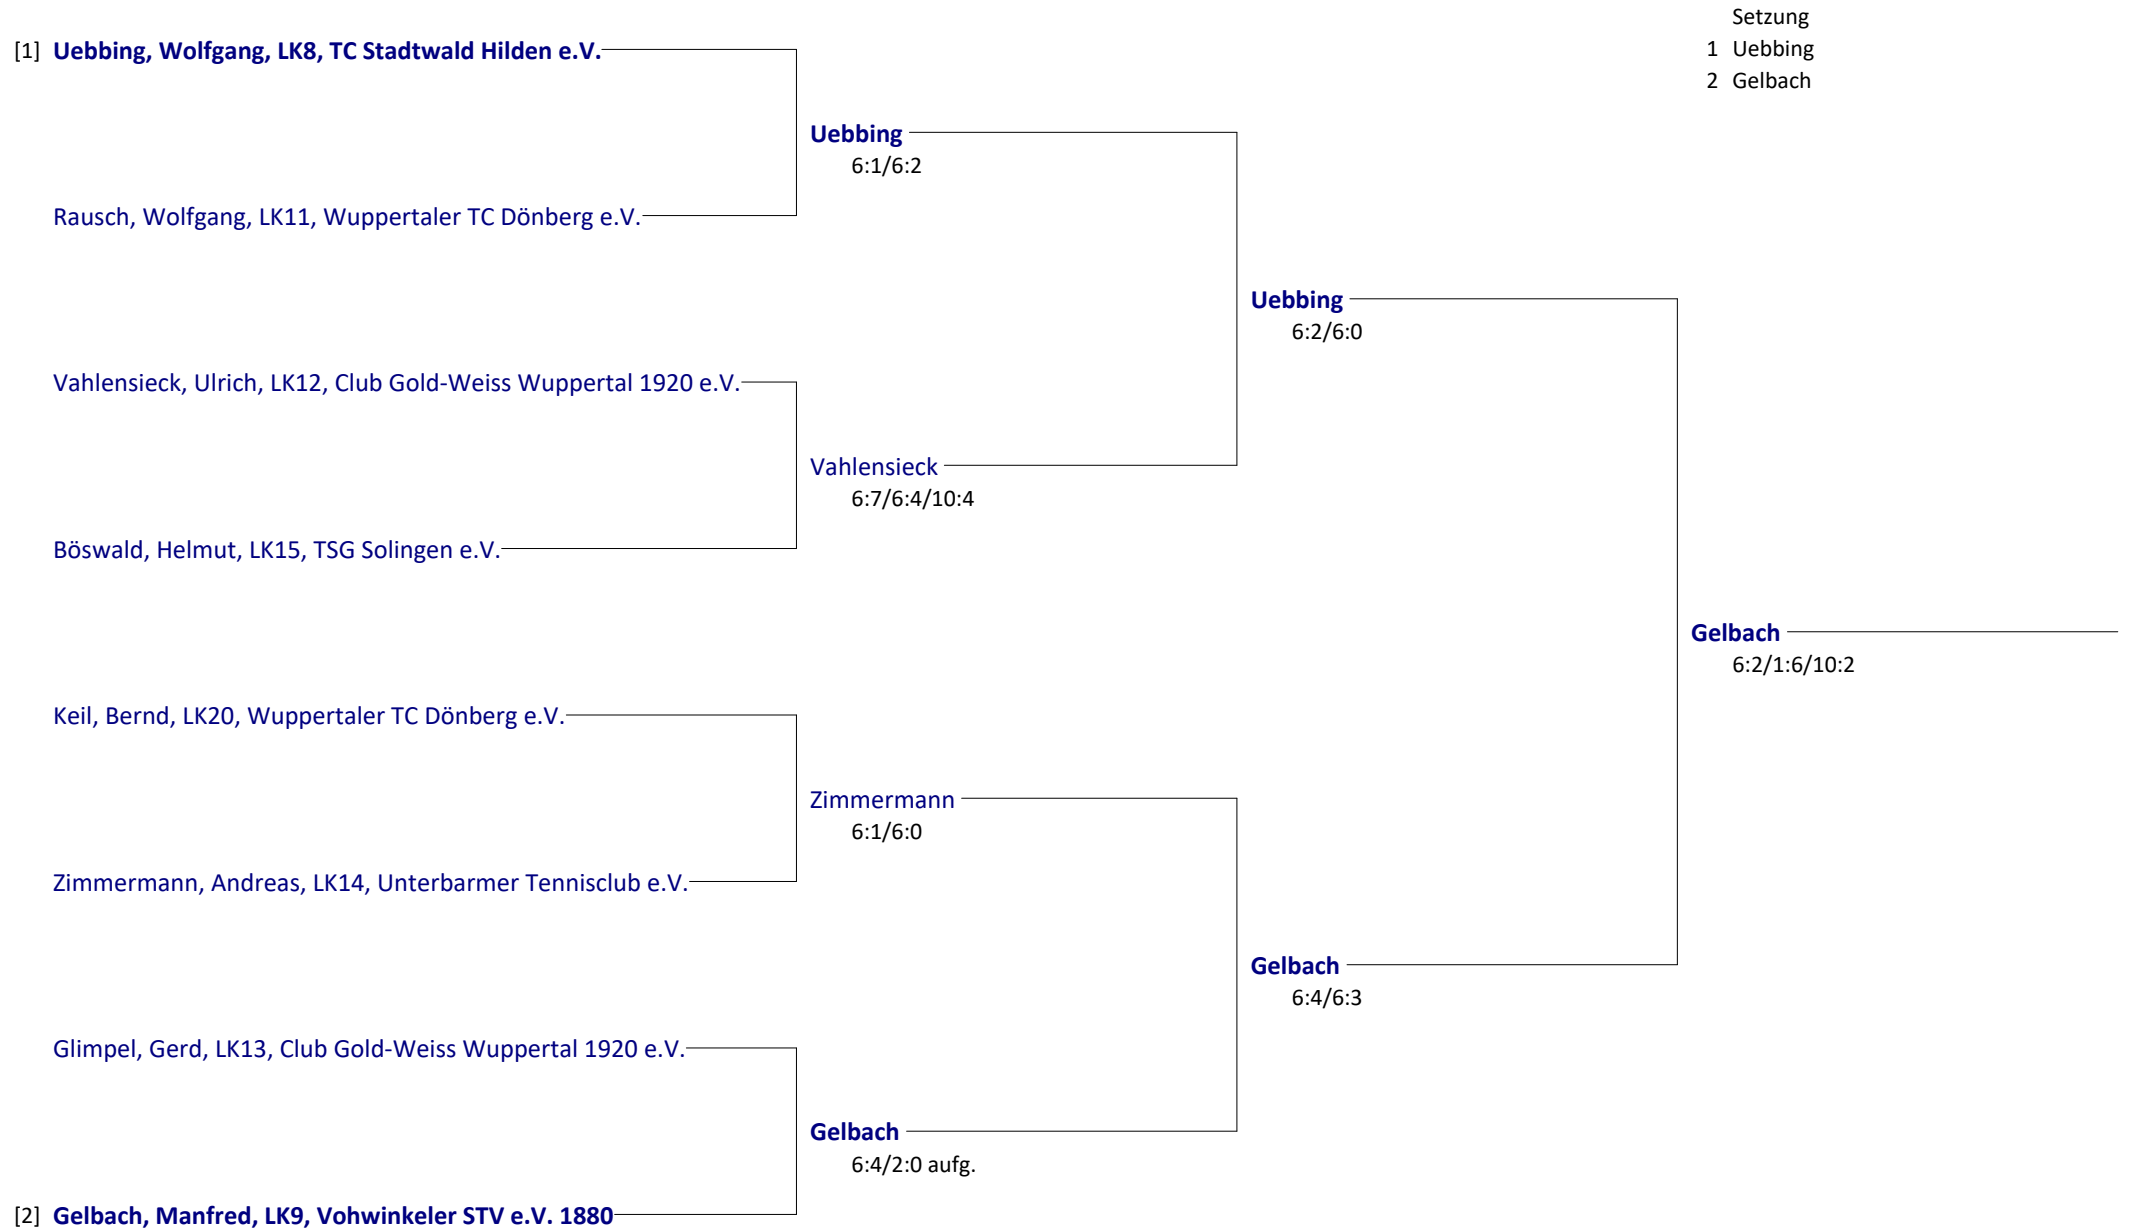 Setzung
1 Uebbing
2 Gelbach
[1] Uebbing, Wolfgang, LK8, TC Stadtwald Hilden e.V.
Uebbing
6:1/6:2
Rausch, Wolfgang, LK11, Wuppertaler TC Dönberg e.V.
Uebbing
6:2/6:0
Vahlensieck, Ulrich, LK12, Club Gold-Weiss Wuppertal 1920 e.V.
Vahlensieck
6:7/6:4/10:4
Böswald, Helmut, LK15, TSG Solingen e.V.
Gelbach
6:2/1:6/10:2
Keil, Bernd, LK20, Wuppertaler TC Dönberg e.V.
Zimmermann
6:1/6:0
Zimmermann, Andreas, LK14, Unterbarmer Tennisclub e.V.
Gelbach
6:4/6:3
Glimpel, Gerd, LK13, Club Gold-Weiss Wuppertal 1920 e.V.
Gelbach
6:4/2:0 aufg.
[2] Gelbach, Manfred, LK9, Vohwinkeler STV e.V. 1880